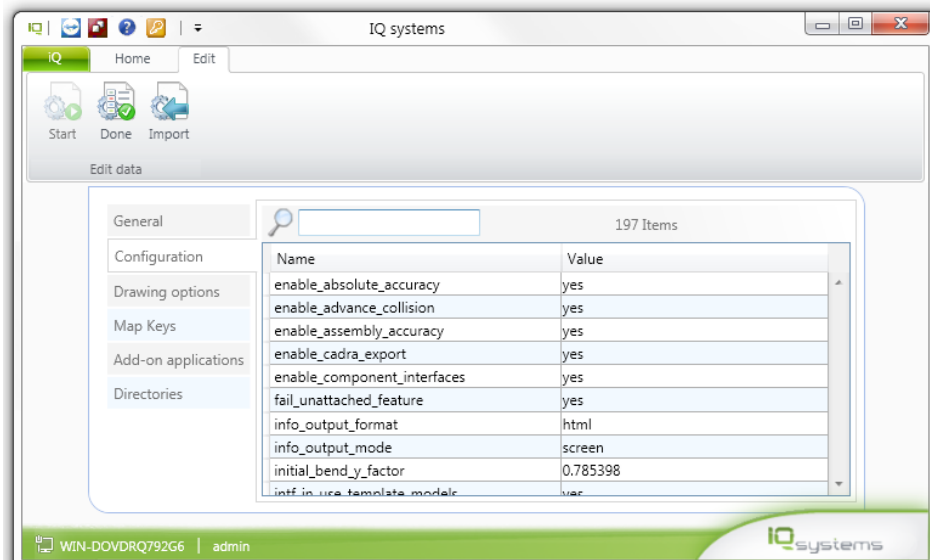 IQ systems
iQ Home Edit
Start Done Import
Edit data
General
Configuration
Drawing options
Map Keys
Add-on applications
Directories
197 Items
Name Value
enable_absolute_accuracy yes
enable_advance_collision yes
enable_assembly_accuracy yes
enable_cadra_export yes
enable_component_interfaces yes
fail_unattached_feature yes
info_output_format html
info_output_mode screen
initial_bend_y_factor 0.785398
intf_in_use_template_models yes
WIN-DOVDRQ792G6 | admin
IQsystems